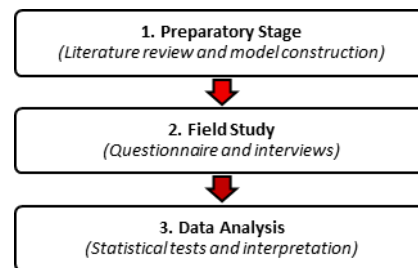 1. Preparatory Stage
(Literature review and model construction)
2. Field Study
(Questionnaire and interviews)
3. Data Analysis
(Statistical tests and interpretation)